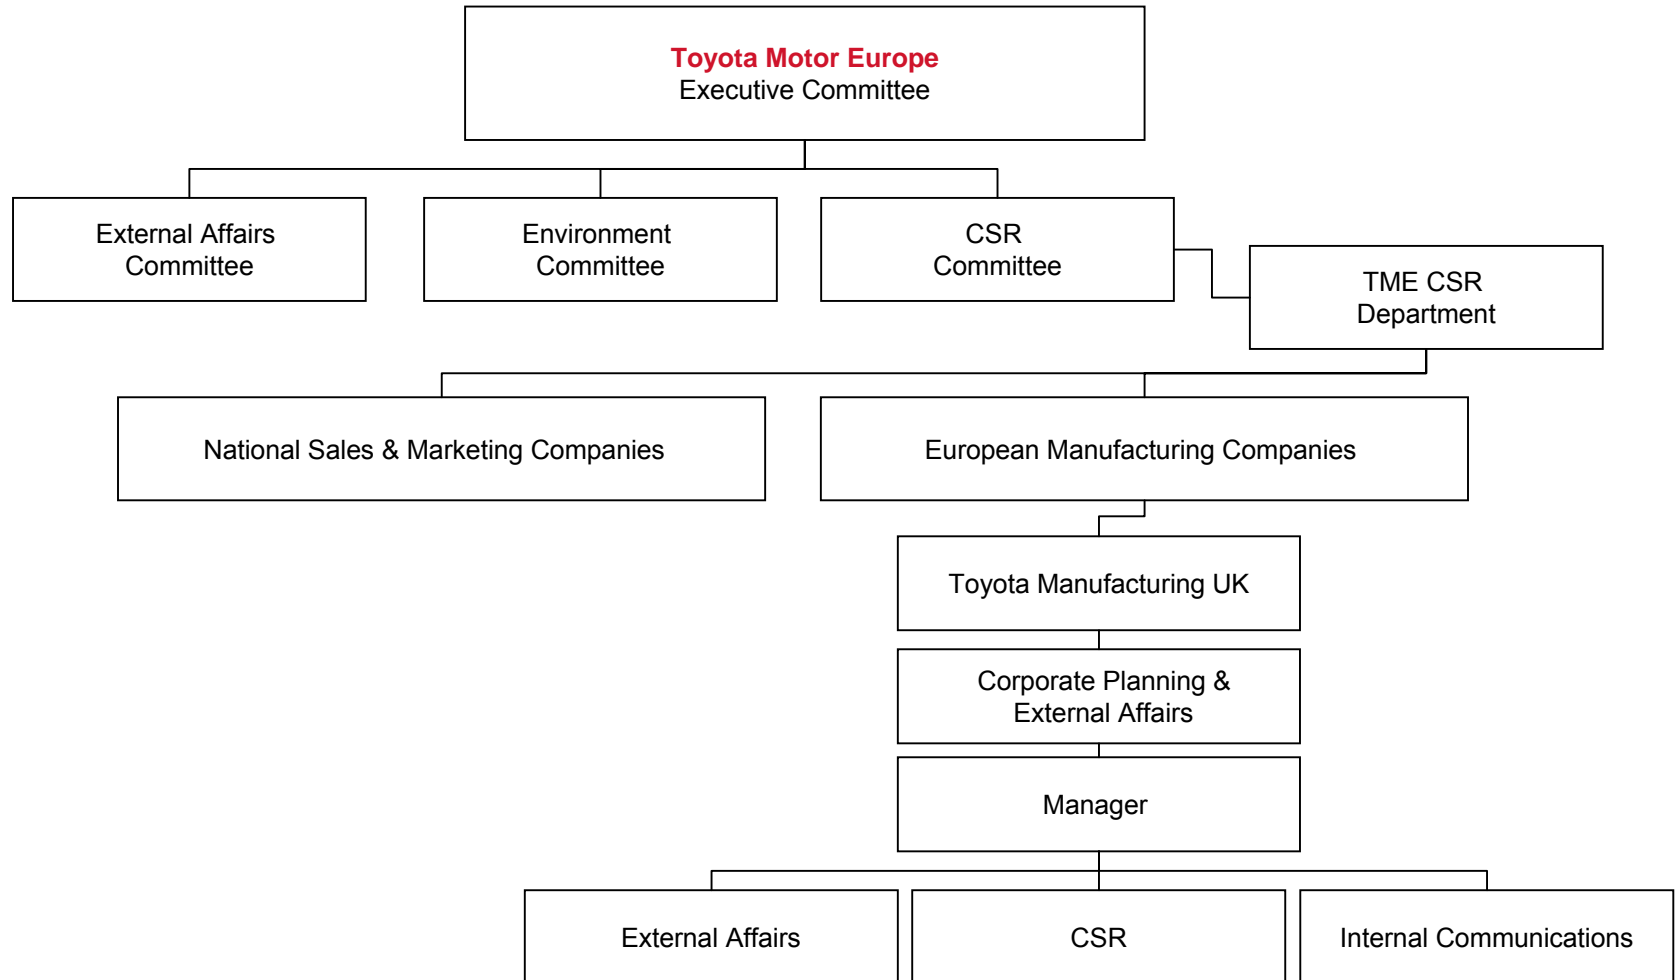 Toyota Motor Europe
Executive Committee
External Affairs
Committee
Environment
Committee
CSR
Committee
TME CSR
Department
National Sales & Marketing Companies
European Manufacturing Companies
Toyota Manufacturing UK
Corporate Planning &
External Affairs
Manager
External Affairs
CSR
Internal Communications